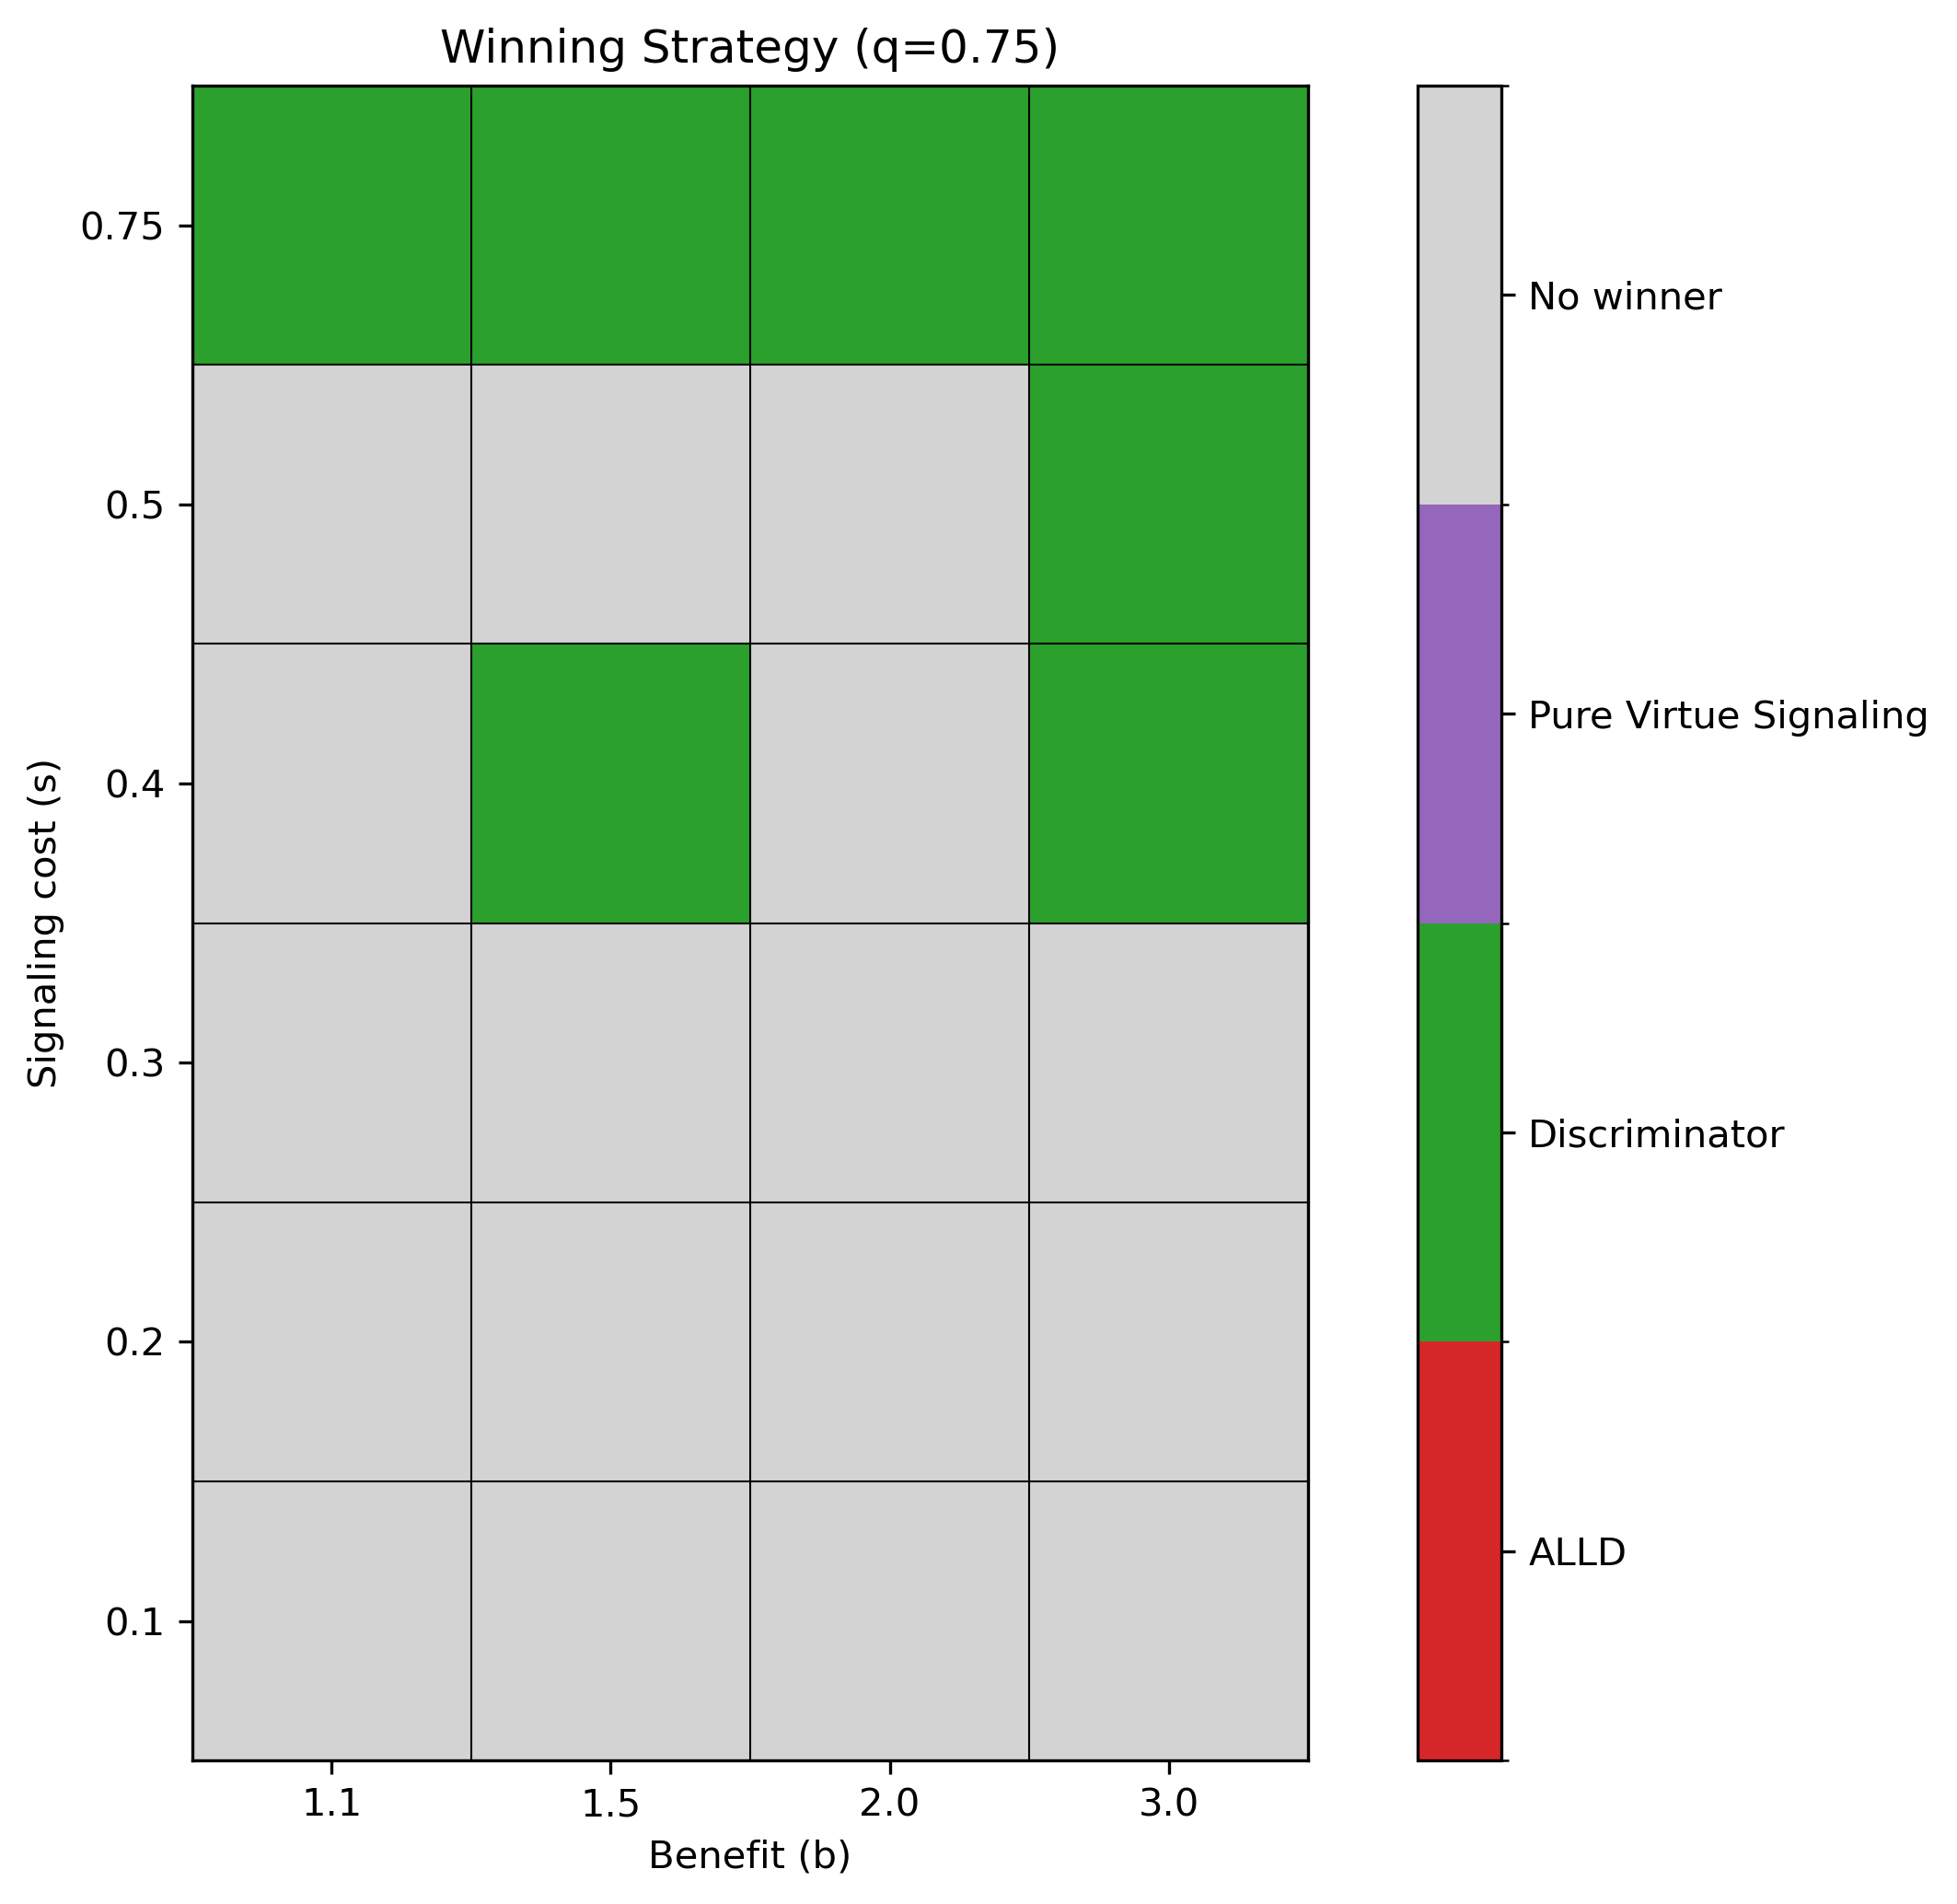 Winning Strategy (q=0.75)
Signaling cost (s)
0.75
0.5
0.4
0.3
0.2
0.1
1.1 1.5 2.0 3.0
Benefit (b)
No winner
Pure Virtue Signaling
Discriminator
ALLD